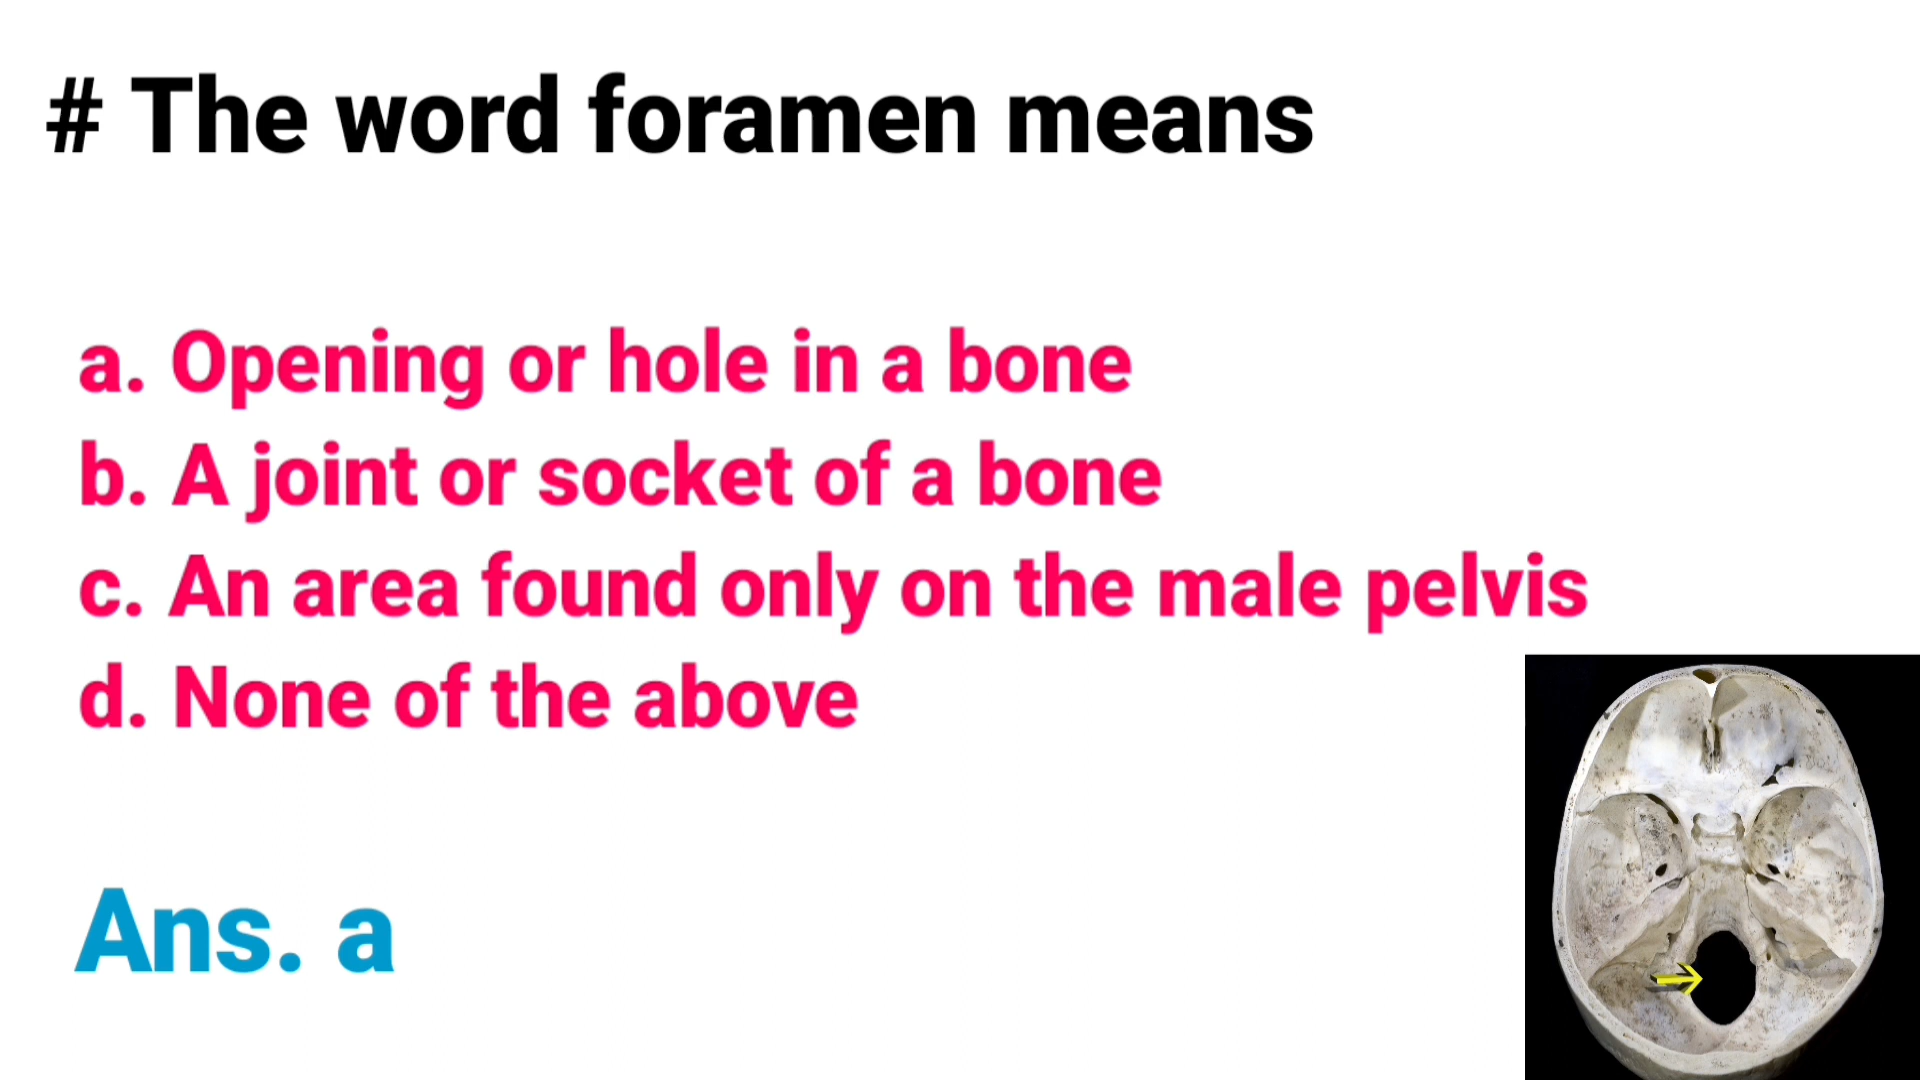 # The word foramen means
a. Opening or hole in a bone
b. A joint or socket of a bone
c. An area found only on the male pelvis
d. None of the above
Ans. a